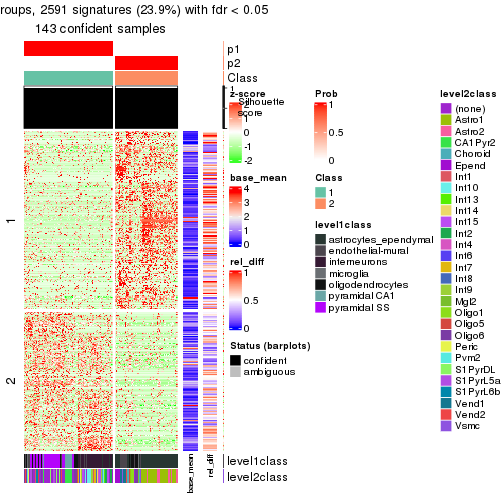 roups, 2591 signatures (23.9%) with fdr < 0.05
143 confident samples
p1
p2
Class
1
Silhouette
score
0
1
2
level1class
level2class
base_mean
rel_diff
z-score
2
1
0
-1
-2
base_mean
4
3
2
1
0
rel_diff
1
0.5
0
Status (barplots)
confident
ambiguous
Prob
1
0.5
0
Class
1
2
level1class
astrocytes_ependymal
endothelial-mural
interneurons
microglia
oligodendrocytes
pyramidal CA1
pyramidal SS
level2class
(none)
Astro1
Astro2
CA1Pyr2
Choroid
Epend
Int1
Int10
Int13
Int14
Int15
Int2
Int4
Int6
Int7
Int8
Int9
Mgl2
Oligo1
Oligo5
Oligo6
Peric
Pvm2
S1PyrDL
S1PyrL5a
S1PyrL6b
Vend1
Vend2
Vsmc